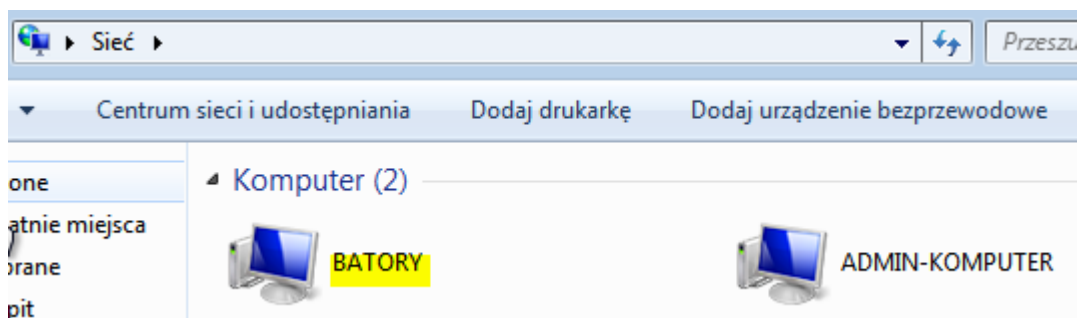 Sieć
Przeszu
Centrum sieci i udostępniania Dodaj drukarkę Dodaj urządzenie bezprzewodowe
one
Komputer (2)
atnie miejsca
brane
pit
BATORY
ADMIN-KOMPUTER